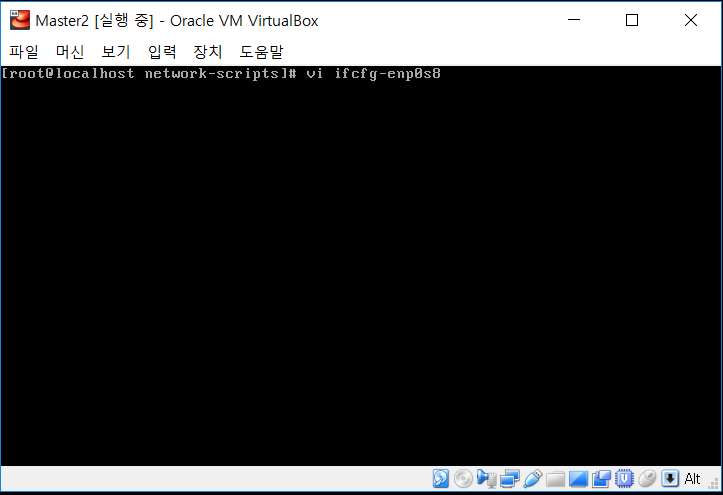 Master2 [실행 중] - Oracle VM VirtualBox
파일 머신 보기 입력 장치 도움말
[root@localhost network-scripts]# vi ifcfg-enp0s8
Alt